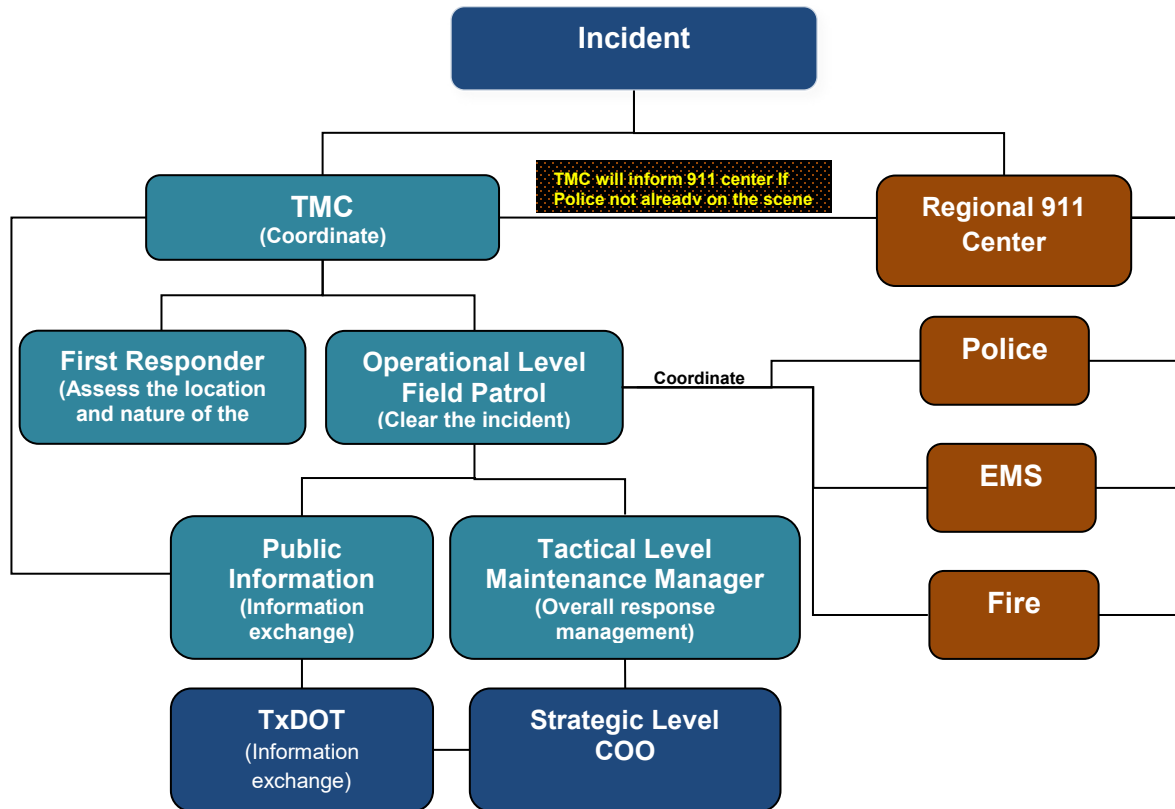 Incident
TMC will inform 911 center If
Police not already on the scene
TMC
(Coordinate)
Regional 911
Center
First Responder
(Assess the location
and nature of the
Operational Level
Field Patrol
(Clear the incident)
Coordinate
Police
EMS
Fire
Public
Information
(Information
exchange)
Tactical Level
Maintenance Manager
(Overall response
management)
TxDOT
(Information
exchange)
Strategic Level
COO